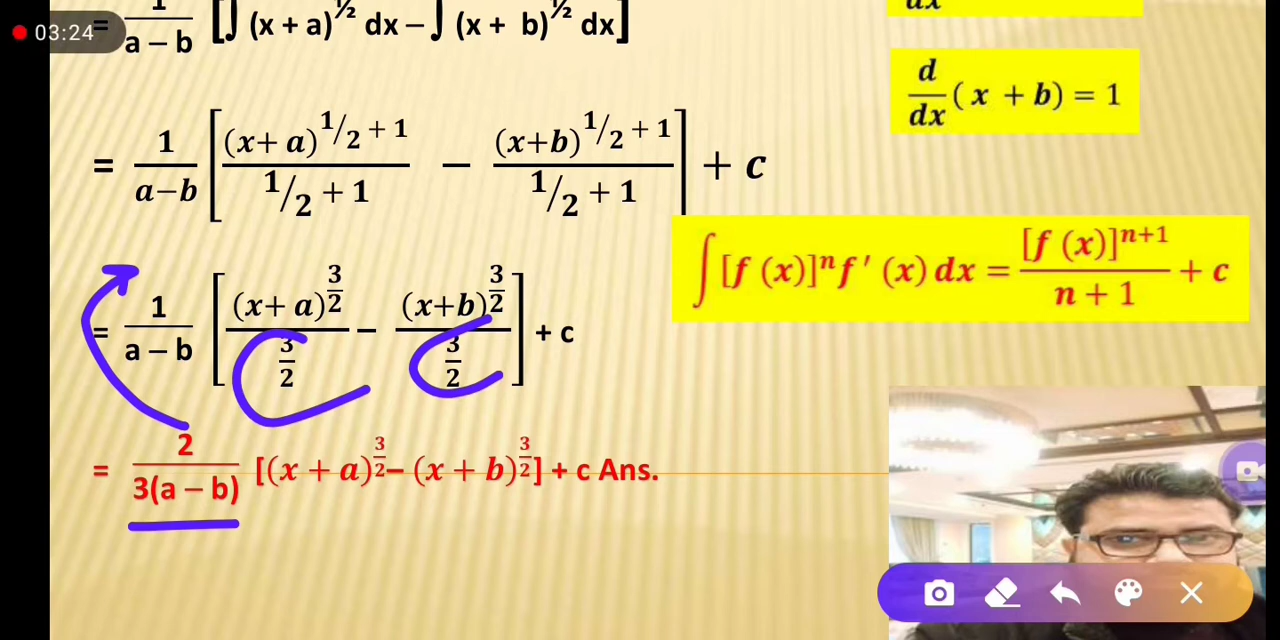 03:24
= 1/(a – b) [∫ (x + a)^½ dx – ∫ (x + b)^½ dx]
dx
d/dx ( x + b) = 1
= 1/(a−b) [(x+ a)^(1/2 + 1) / (1/2 + 1) − (x+b)^(1/2 + 1) / (1/2 + 1)] + c
∫ [f (x)]ⁿ f ′ (x) dx = [f (x)]ⁿ⁺¹ / (n + 1) + c
= 1/(a – b) [(x+ a)^(3/2) / (3/2) – (x+b)^(3/2) / (3/2)] + c
= 2/(3(a – b)) [(x + a)^(3/2) – (x + b)^(3/2)] + c Ans.